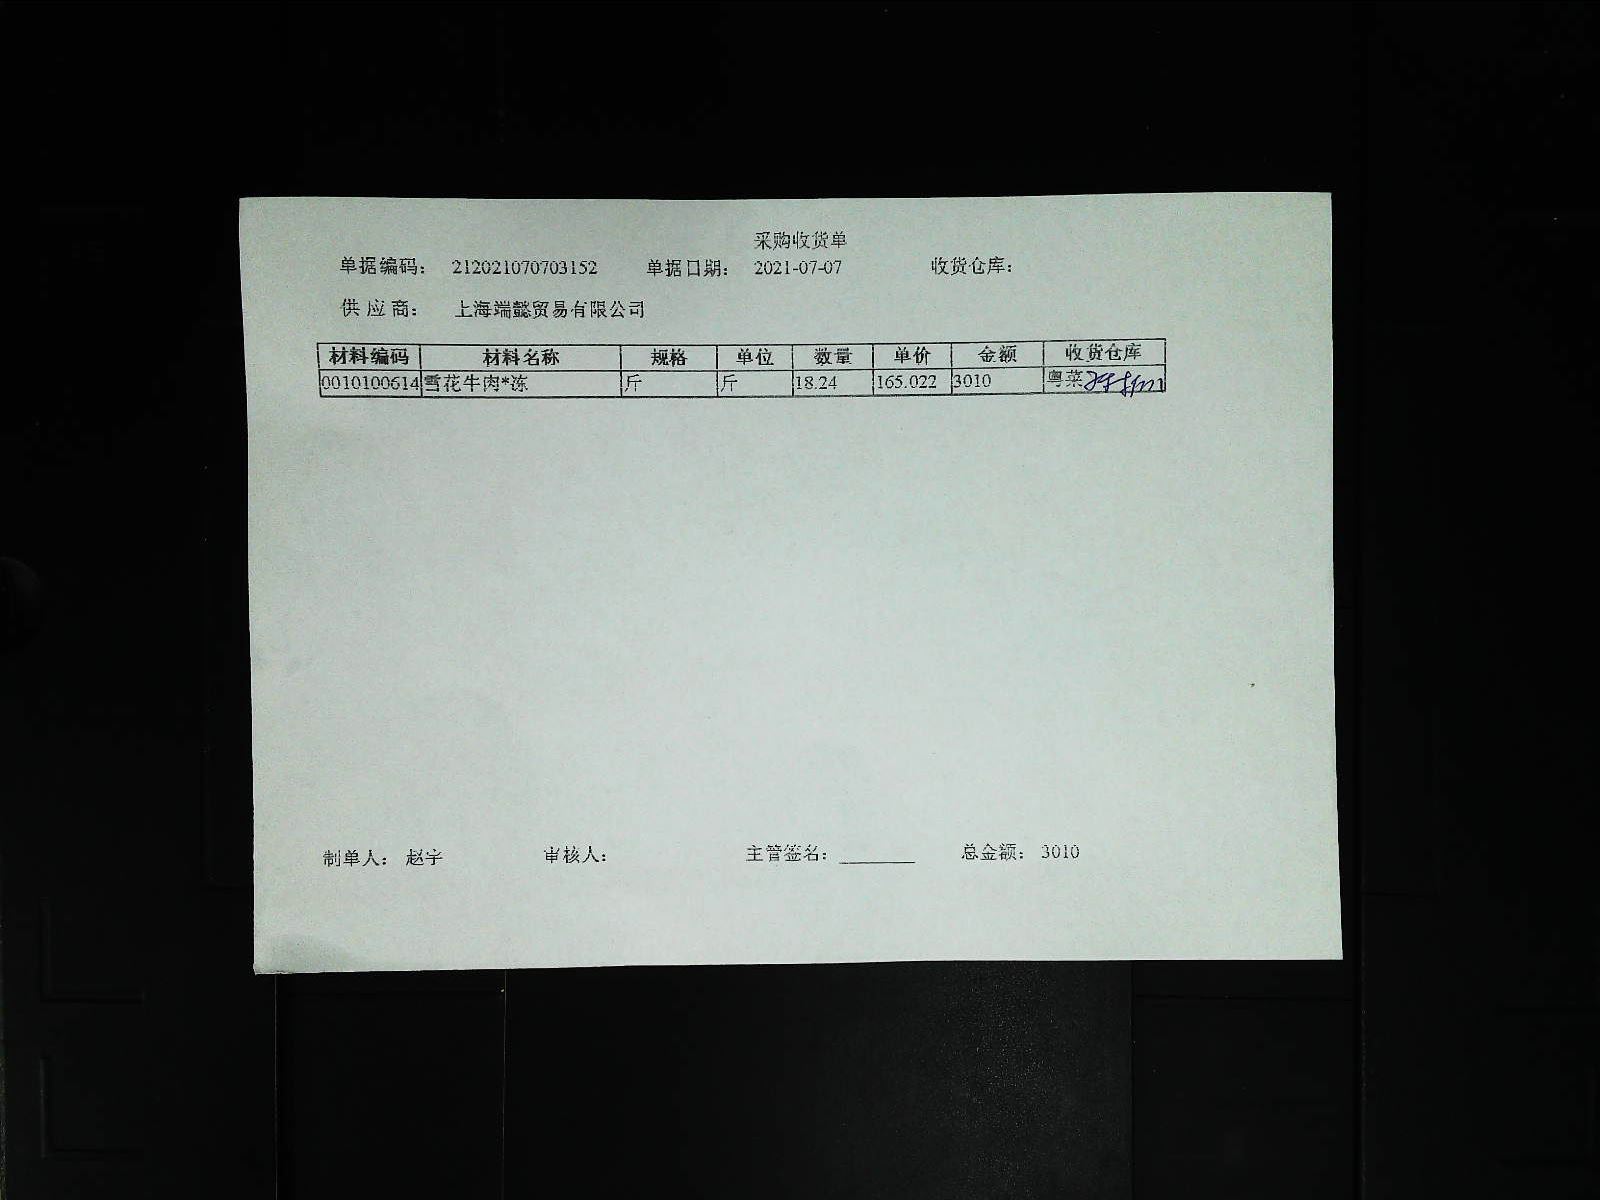 采购收货单
单据编码： 212021070703152 单据日期： 2021-07-07 收货仓库：
供应商： 上海端懿贸易有限公司
材料编码 材料名称 规格 单位 数量 单价 金额 收货仓库
0010100614 雪花牛肉*冻 斤 斤 18.24 165.022 3010 粤菜
制单人： 赵宇 审核人： 主管签名：________ 总金额： 3010